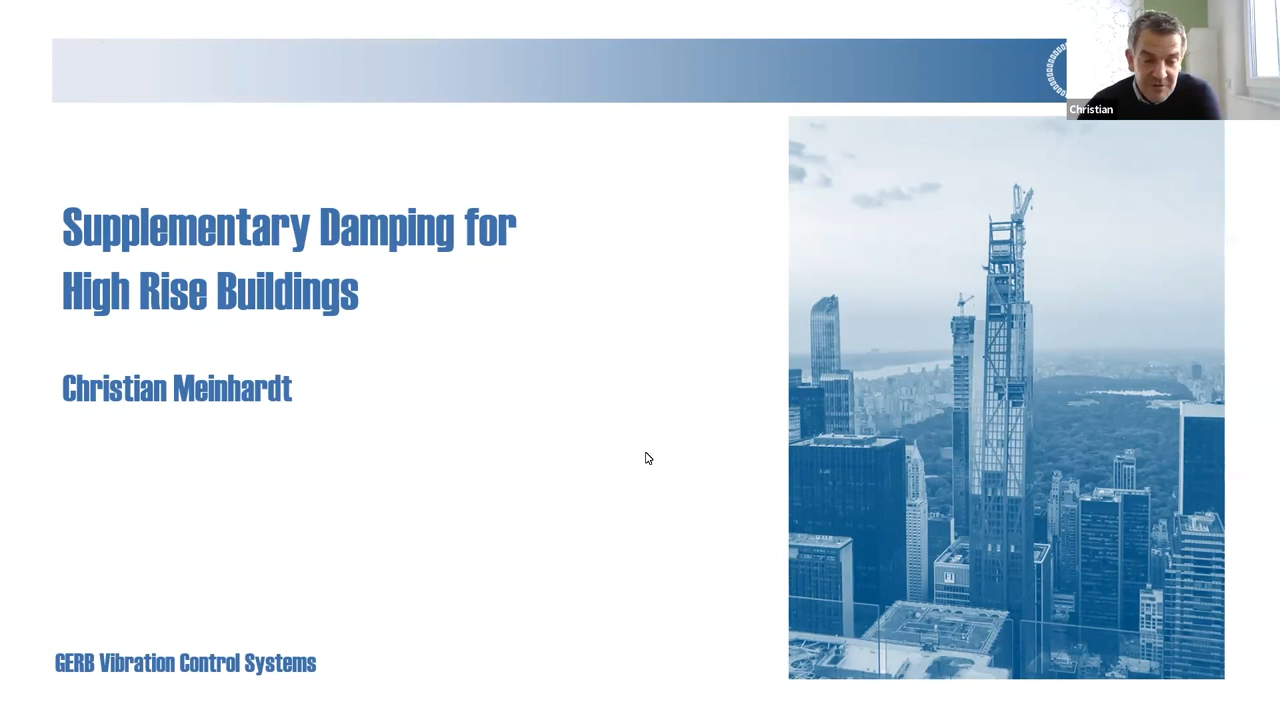 Christian
Supplementary Damping for
High Rise Buildings
Christian Meinhardt
GERB Vibration Control Systems